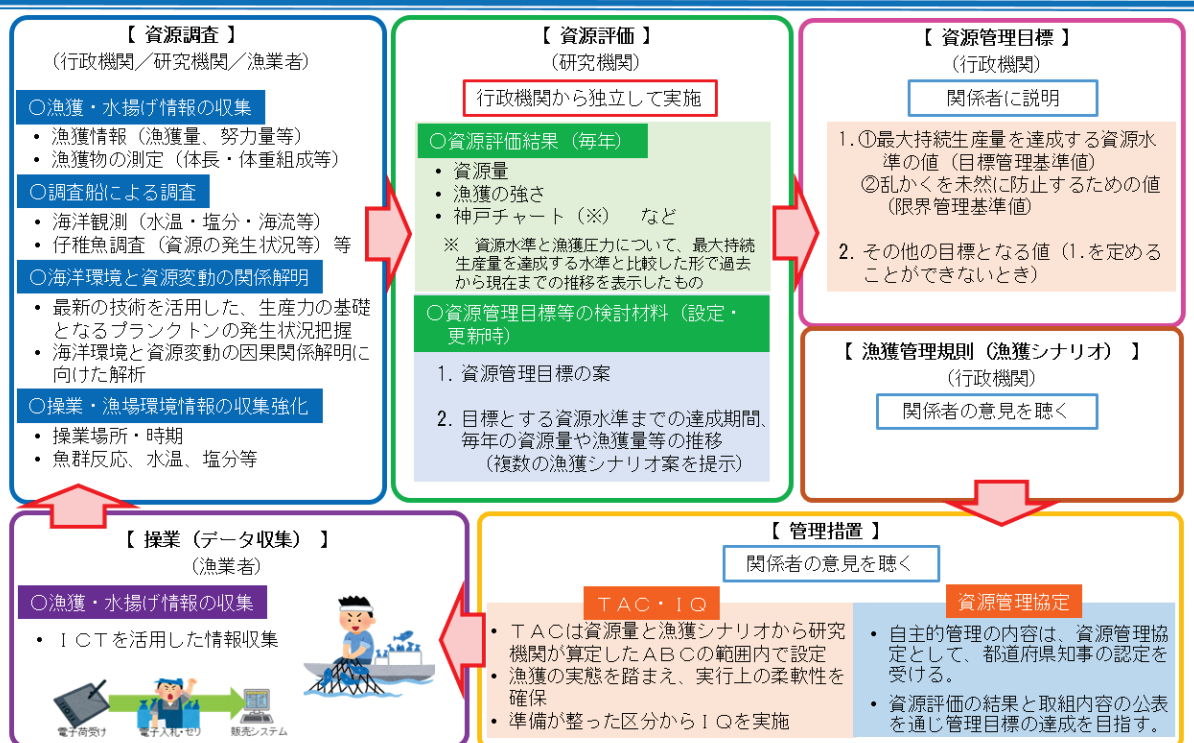 【 資源調査 】
(行政機関／研究機関／漁業者)
○漁獲・水揚げ情報の収集
• 漁獲情報（漁獲量、努力量等）
• 漁獲物の測定（体長・体重組成等）
○調査船による調査
• 海洋観測（水温・塩分・海流等）
• 仔稚魚調査（資源の発生状況等）等
○海洋環境と資源変動の関係解明
• 最新の技術を活用した、生産力の基礎
となるプランクトンの発生状況把握
• 海洋環境と資源変動の因果関係解明に
向けた解析
○操業・漁場環境情報の収集強化
• 操業場所・時期
• 魚群反応、水温、塩分等
【 資源評価 】
(研究機関)
行政機関から独立して実施
○資源評価結果（毎年）
• 資源量
• 漁獲の強さ
• 神戸チャート（※）　など
※　資源水準と漁獲圧力について、最大持続
生産量を達成する水準と比較した形で過去
から現在までの推移を表示したもの
○資源管理目標等の検討材料（設定・
更新時）
1. 資源管理目標の案
2. 目標とする資源水準までの達成期間、
毎年の資源量や漁獲量等の推移
（複数の漁獲シナリオ案を提示）
【 資源管理目標 】
(行政機関)
関係者に説明
1. ①最大持続生産量を達成する資源水
準の値（目標管理基準値）
②乱かくを未然に防止するための値
（限界管理基準値）
2. その他の目標となる値（1.を定める
ことができないとき）
【 漁獲管理規則（漁獲シナリオ） 】
(行政機関)
関係者の意見を聴く
【 管理措置 】
関係者の意見を聴く
ＴＡＣ・ＩＱ
• ＴＡＣは資源量と漁獲シナリオから研究
機関が算定したＡＢＣの範囲内で設定
• 漁獲の実態を踏まえ、実行上の柔軟性を
確保
• 準備が整った区分からＩＱを実施
資源管理協定
• 自主的管理の内容は、資源管理協
定として、都道府県知事の認定を
受ける。
• 資源評価の結果と取組内容の公表
を通じ管理目標の達成を目指す。
【 操業（データ収集） 】
(漁業者)
○漁獲・水揚げ情報の収集
• ＩＣＴを活用した情報収集
電子荷受け
電子入札・セリ
販売システム